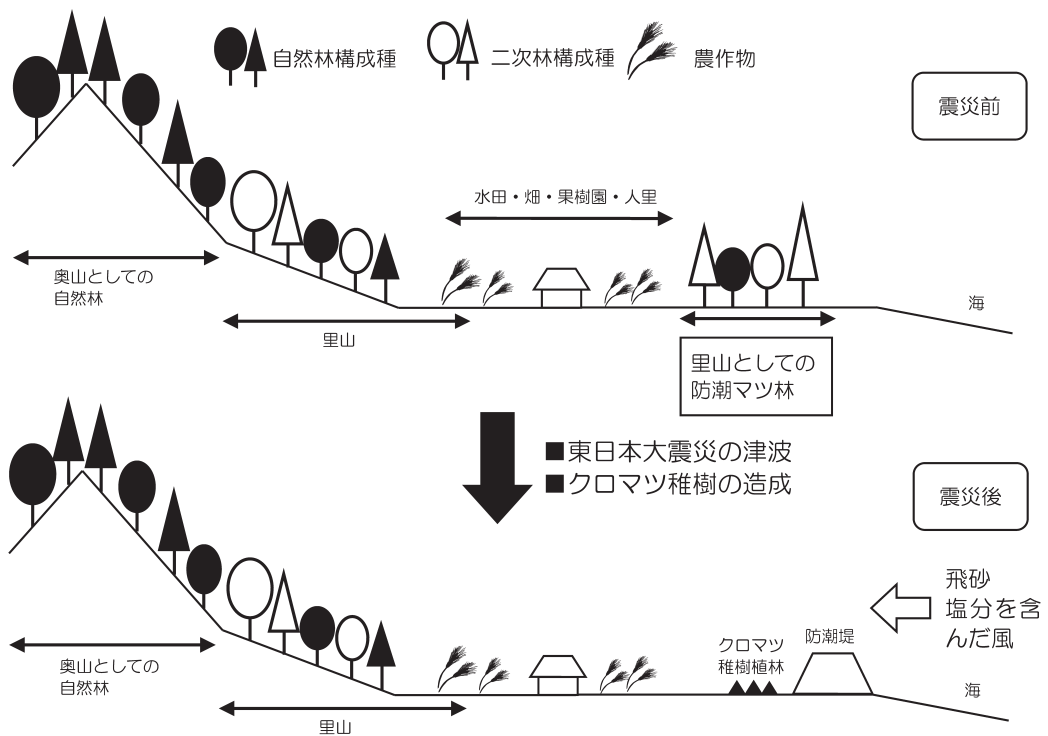 自然林構成種
二次林構成種
農作物
震災前
水田・畑・果樹園・人里
奥山としての
自然林
里山
海
里山としての
防潮マツ林
■東日本大震災の津波
■クロマツ稚樹の造成
震災後
飛砂
塩分を含
んだ風
防潮堤
クロマツ
稚樹植林
奥山としての
自然林
里山
海